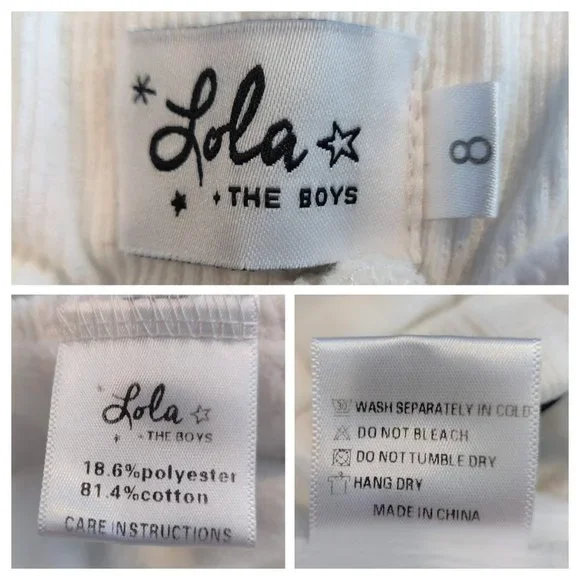 Lola
THE BOYS
8
Lola
THE BOYS
18.6%polyester
81.4%cotton
CARE INSTRUCTIONS
30 WASH SEPARATELY IN COLD
DO NOT BLEACH
DO NOT TUMBLE DRY
HANG DRY
MADE IN CHINA